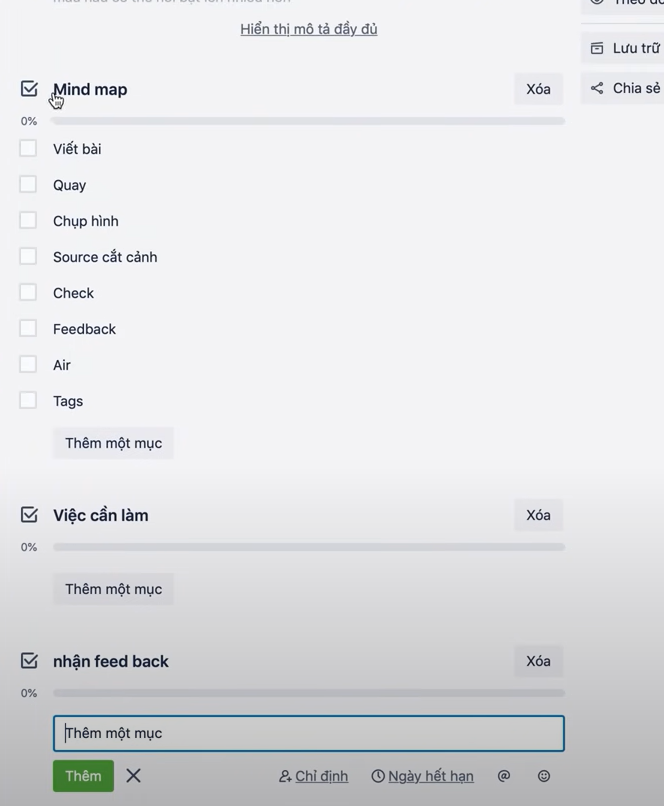 Theo dõ
Hiển thị mô tả đầy đủ
Lưu trữ
Mind map
Xóa
Chia sẻ
0%
Viết bài
Quay
Chụp hình
Source cắt cảnh
Check
Feedback
Air
Tags
Thêm một mục
Việc cần làm
Xóa
0%
Thêm một mục
nhận feed back
Xóa
0%
Thêm một mục
Thêm
Chỉ định
Ngày hết hạn
@